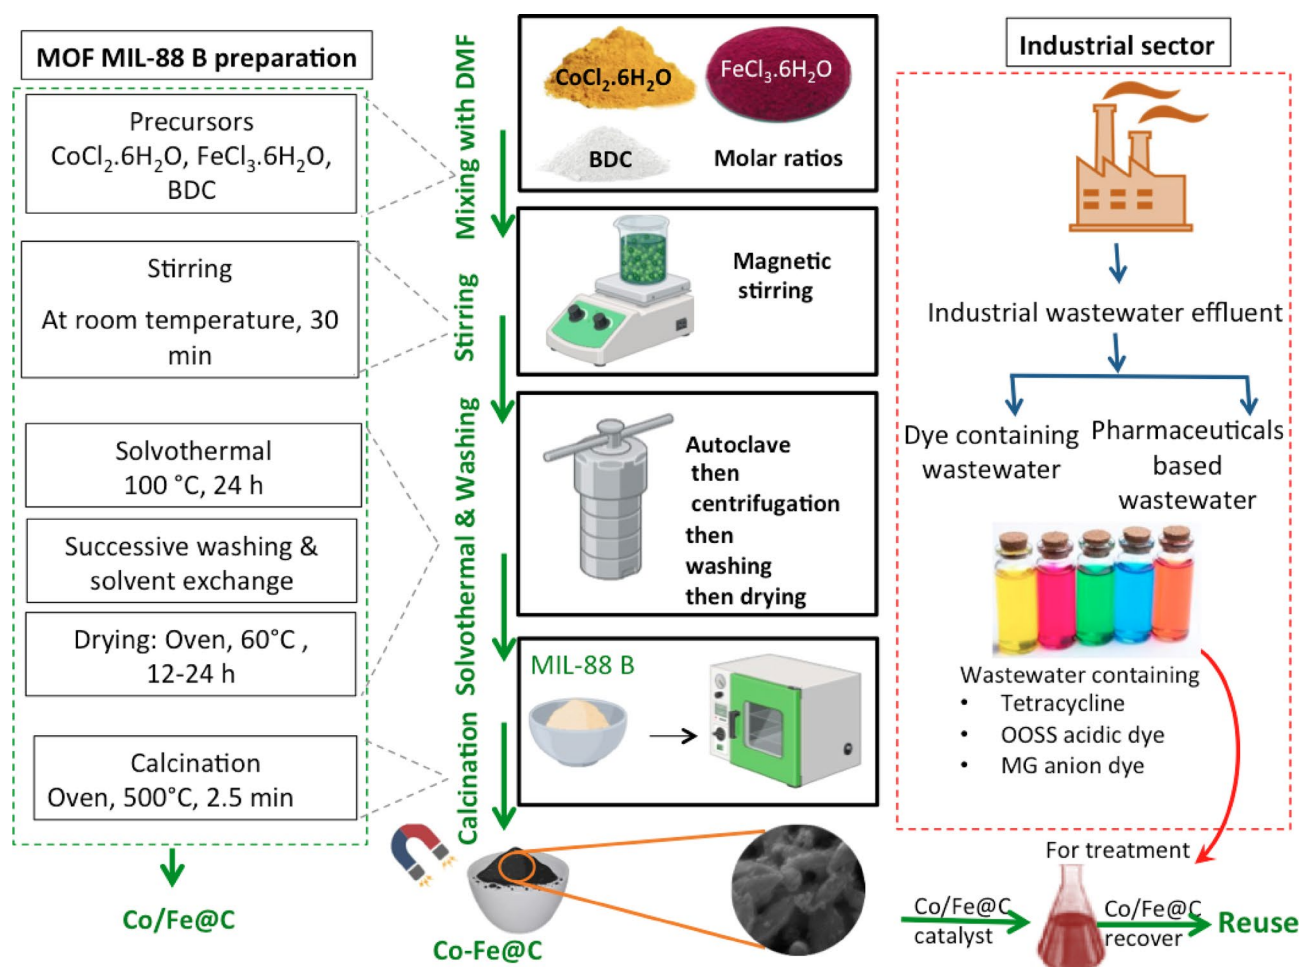 MOF MIL-88 B preparation
Precursors
CoCl₂.6H₂O, FeCl₃.6H₂O,
BDC
Stirring
At room temperature, 30
min
Solvothermal
100 °C, 24 h
Successive washing &
solvent exchange
Drying: Oven, 60°C ,
12-24 h
Calcination
Oven, 500°C, 2.5 min
Co/Fe@C
Mixing with DMF
Stirring
Solvothermal & Washing
Calcination
CoCl₂.6H₂O
FeCl₃.6H₂O
BDC
Molar ratios
Magnetic
stirring
Autoclave
then
centrifugation
then
washing
then drying
MIL-88 B
Co-Fe@C
Industrial sector
Industrial wastewater effluent
Dye containing
wastewater
Pharmaceuticals
based
wastewater
Wastewater containing
• Tetracycline
• OOSS acidic dye
• MG anion dye
For treatment
Co/Fe@C
catalyst
Co/Fe@C
recover
Reuse